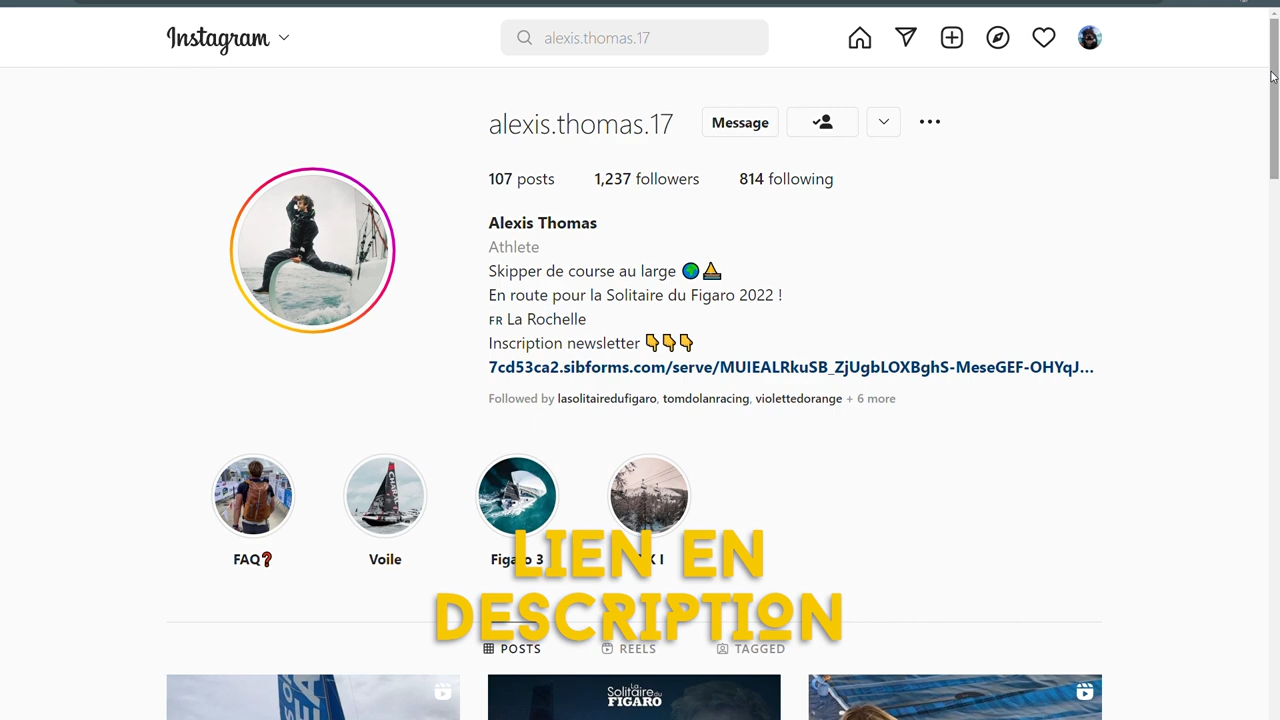 Instagram
alexis.thomas.17
alexis.thomas.17
Message
107 posts 1,237 followers 814 following
Alexis Thomas
Athlete
Skipper de course au large 🌍⛵
En route pour la Solitaire du Figaro 2022 !
FR La Rochelle
Inscription newsletter 👇👇👇
7cd53ca2.sibforms.com/serve/MUIEALRkuSB_ZjUgbLOXBghS-MeseGEF-OHYqJ...
Followed by lasolitairedufigaro, tomdolanracing, violettedorange + 6 more
FAQ❓ Voile Figaro 3
LIEN EN
DESCRIPTION
POSTS REELS TAGGED
La
Solitaire du
FIGARO